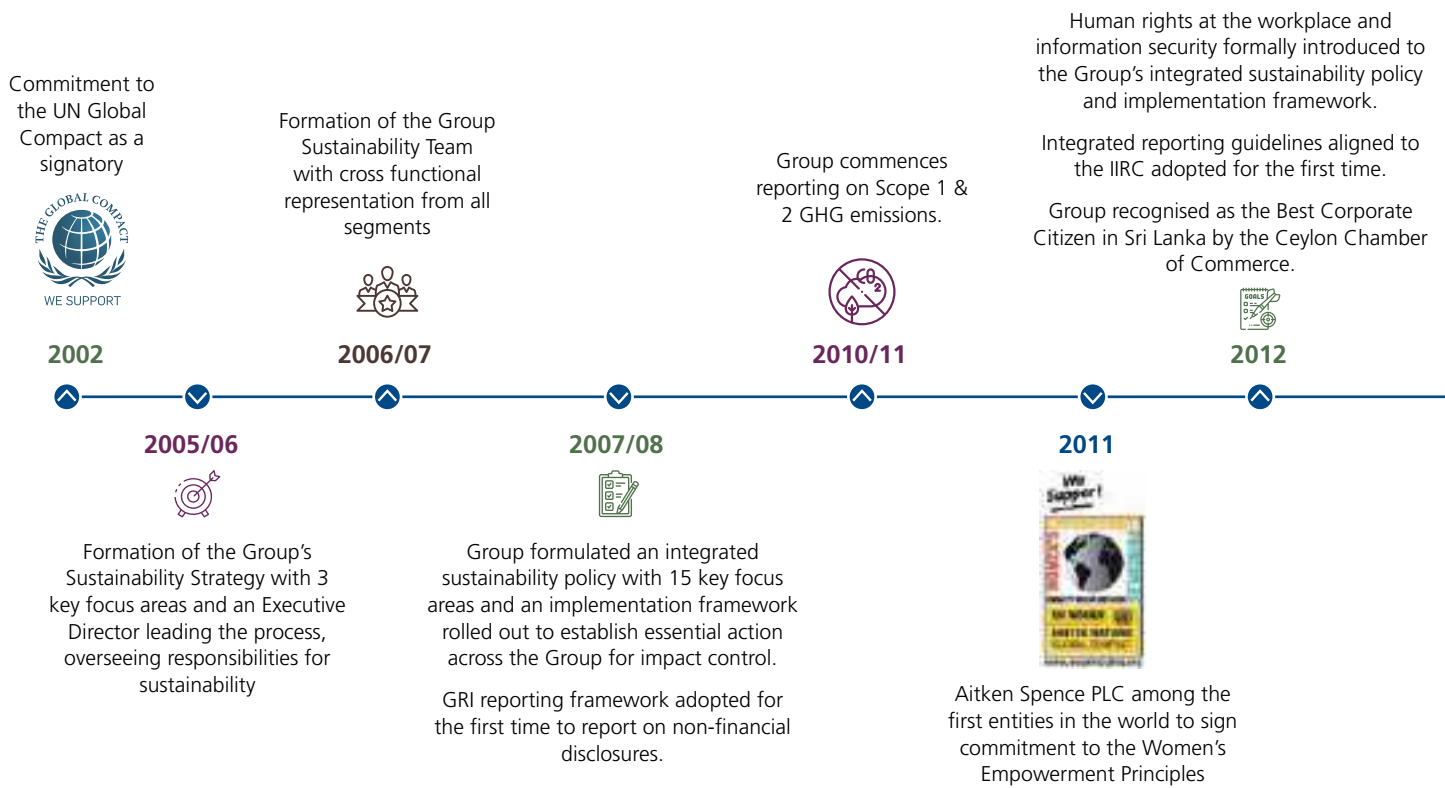 Commitment to
the UN Global
Compact as a
signatory
THE GLOBAL COMPACT
WE SUPPORT
2002
2005/06
Formation of the Group's
Sustainability Strategy with 3
key focus areas and an Executive
Director leading the process,
overseeing responsibilities for
sustainability
Formation of the Group
Sustainability Team
with cross functional
representation from all
segments
2006/07
2007/08
Group formulated an integrated
sustainability policy with 15 key focus
areas and an implementation framework
rolled out to establish essential action
across the Group for impact control.
GRI reporting framework adopted for
the first time to report on non-financial
disclosures.
Group commences
reporting on Scope 1 &
2 GHG emissions.
CO2
2010/11
2011
We
Support
Aitken Spence PLC among the
first entities in the world to sign
commitment to the Women's
Empowerment Principles
Human rights at the workplace and
information security formally introduced to
the Group's integrated sustainability policy
and implementation framework.
Integrated reporting guidelines aligned to
the IIRC adopted for the first time.
Group recognised as the Best Corporate
Citizen in Sri Lanka by the Ceylon Chamber
of Commerce.
GOALS
2012